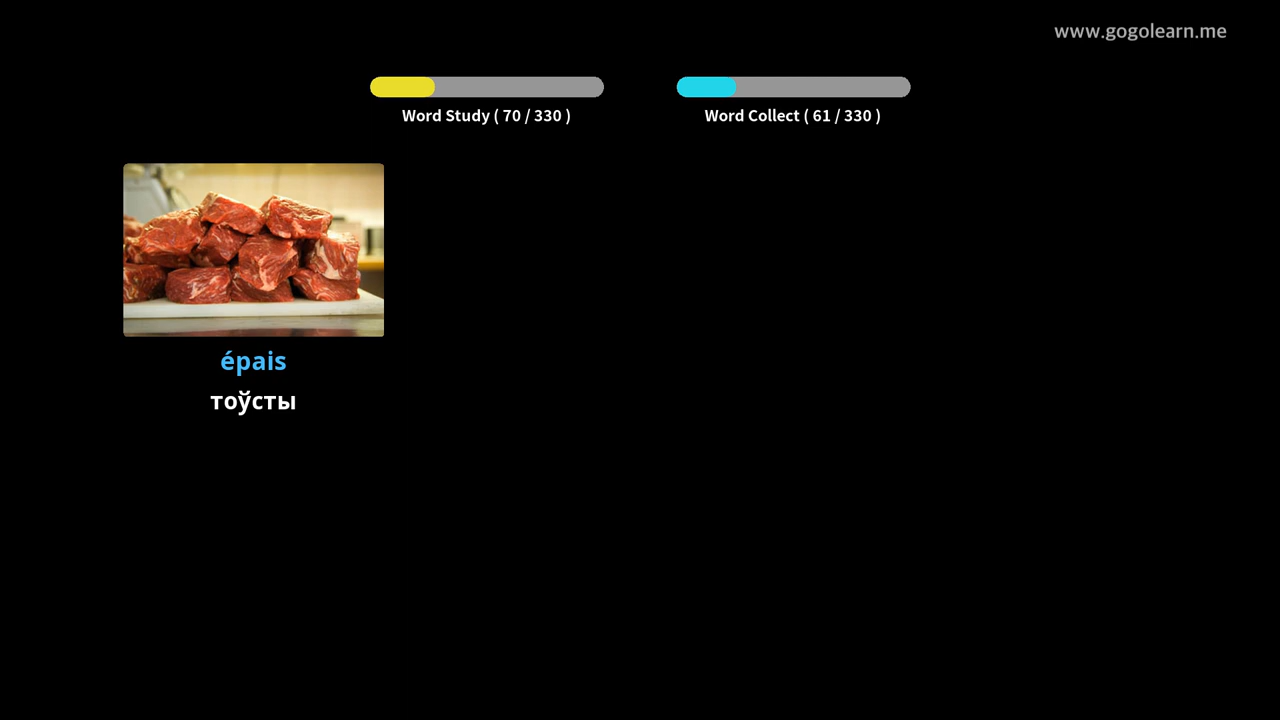 www.gogolearn.me
Word Study ( 70 / 330 )
Word Collect ( 61 / 330 )
épais
тоўсты